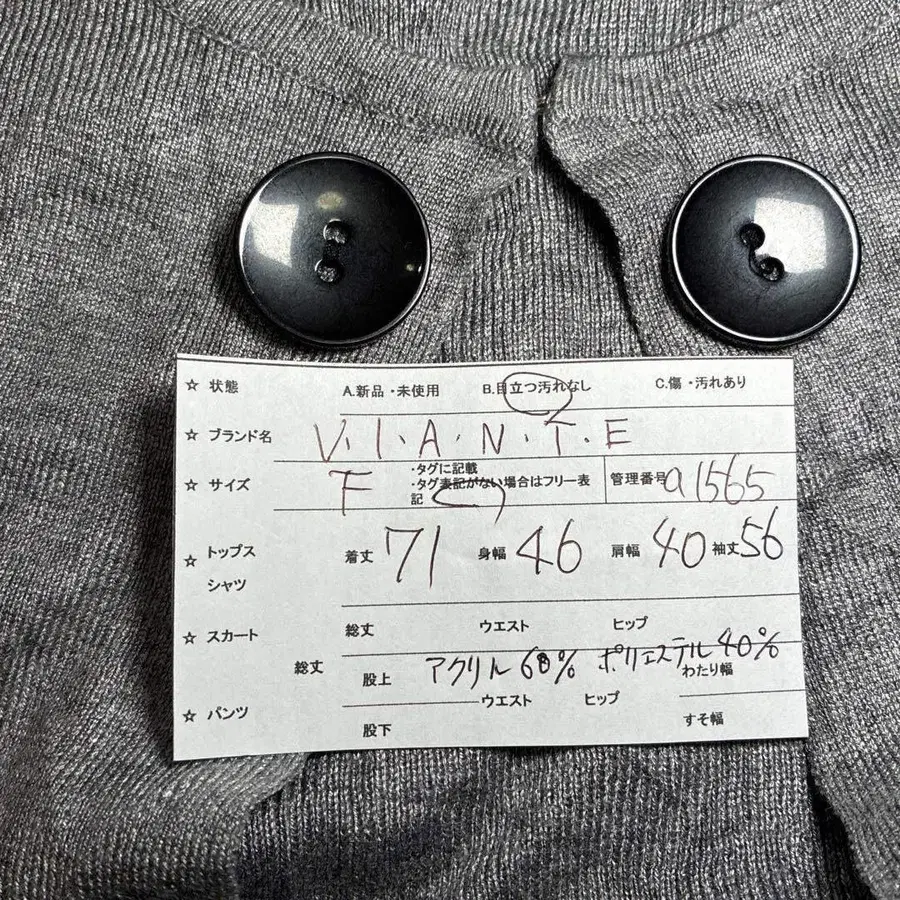 ☆ 状態 A.新品・未使用 B.目立つ汚れなし C.傷・汚れあり
☆ ブランド名 V・I・A・N・T・E
☆ サイズ F ・タグに記載
・タグ表記がない場合はフリー表
記
管理番号 a1565
☆ トップス
シャツ
着丈 71 身幅 46 肩幅 40 袖丈 56
☆ スカート 総丈 ウエスト ヒップ
アクリル 60% ポリエステル 40%
☆ パンツ 総丈 股上 ウエスト ヒップ わたり幅
股下 すそ幅